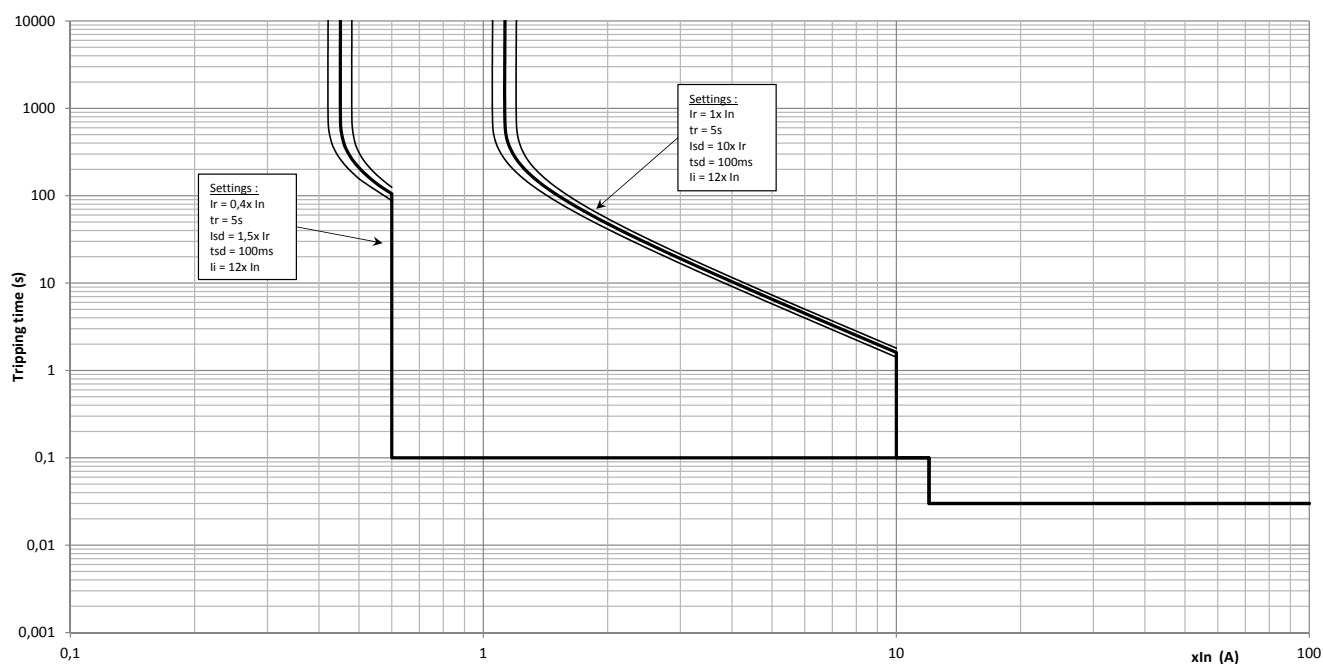 10000
1000
100
10
1
0,1
0,01
0,001
Tripping time (s)
Settings :
Ir = 0,4x In
tr = 5s
Isd = 1,5x Ir
tsd = 100ms
Ii = 12x In
Settings :
Ir = 1x In
tr = 5s
Isd = 10x Ir
tsd = 100ms
Ii = 12x In
0,1
1
10
100
xIn (A)